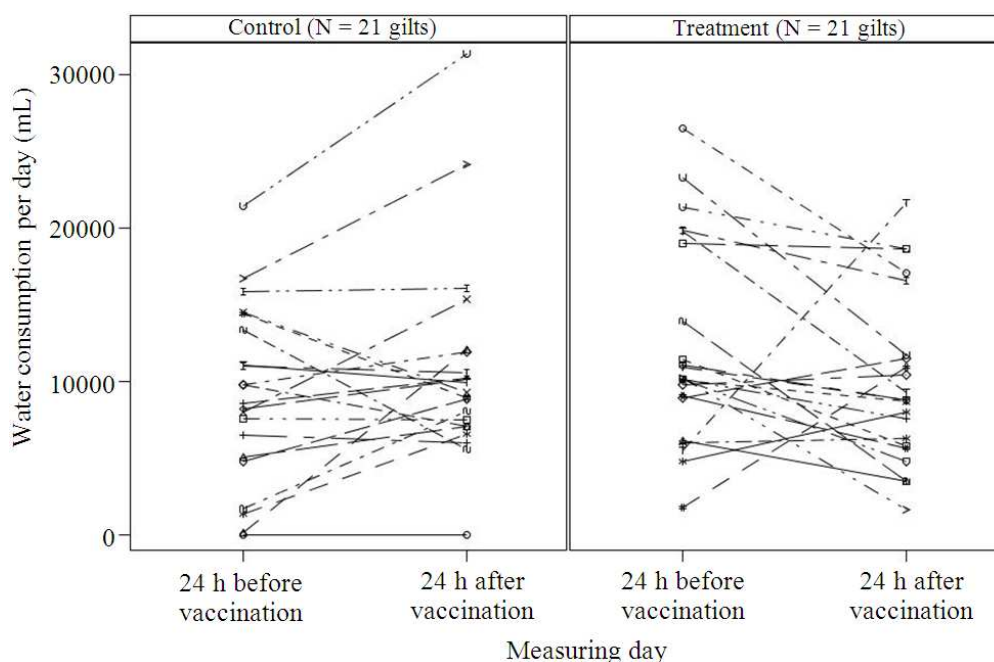 Control (N = 21 gilts)
Treatment (N = 21 gilts)
Water consumption per day (mL)
30000
20000
10000
0
24 h before
vaccination
24 h after
vaccination
24 h before
vaccination
24 h after
vaccination
Measuring day